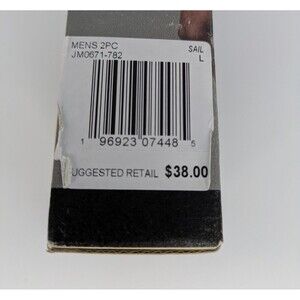 MENS 2PC SAIL
JM0671-782 L
1 96923 07448 5
UGGESTED RETAIL $38.00